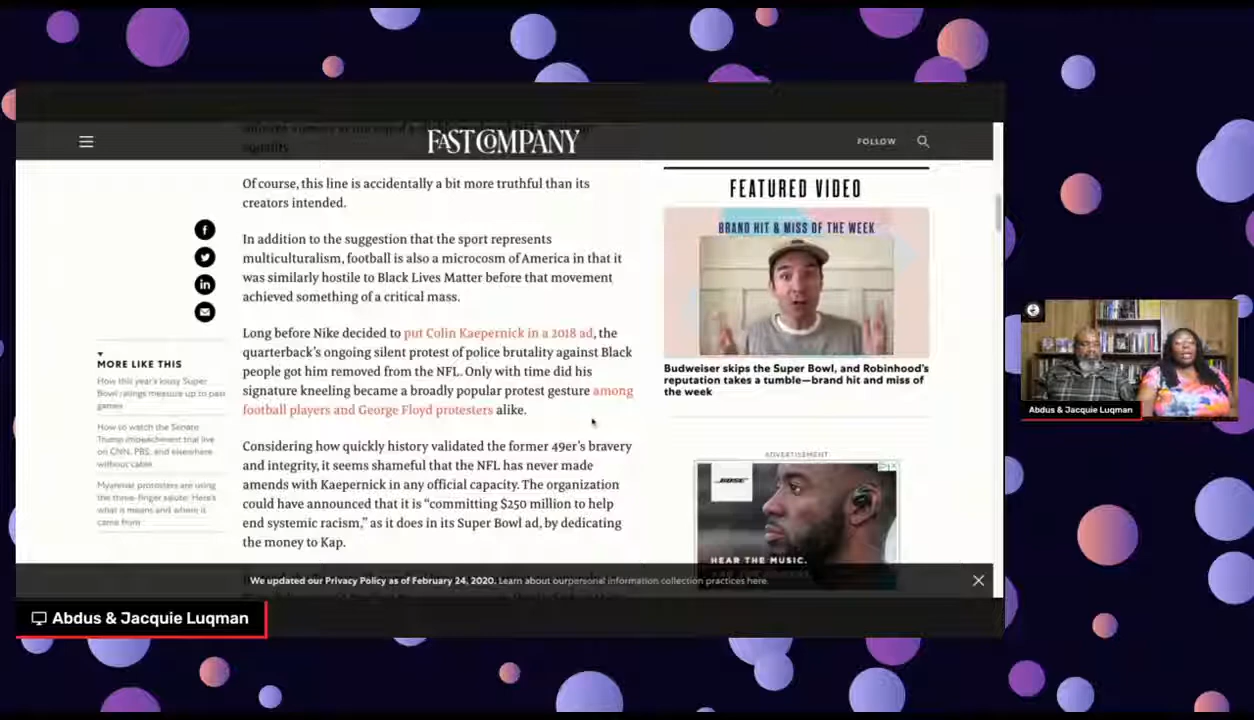 FAST COMPANY
FOLLOW
Of course, this line is accidentally a bit more truthful than its
creators intended.
In addition to the suggestion that the sport represents
multiculturalism, football is also a microcosm of America in that it
was similarly hostile to Black Lives Matter before that movement
achieved something of a critical mass.
Long before Nike decided to put Colin Kaepernick in a 2018 ad, the
quarterback's ongoing silent protest of police brutality against Black
people got him removed from the NFL. Only with time did his
signature kneeling became a broadly popular protest gesture among
football players and George Floyd protesters alike.
Considering how quickly history validated the former 49er's bravery
and integrity, it seems shameful that the NFL has never made
amends with Kaepernick in any official capacity. The organization
could have announced that it is "committing $250 million to help
end systemic racism," as it does in its Super Bowl ad, by dedicating
the money to Kap.
MORE LIKE THIS
How this year's lousy Super
Bowl ratings measure up to past
games
How to watch the Senate
Trump impeachment trial live
on CNN, PBS, and elsewhere
without cable
Myanmar protesters are using
the three-finger salute: Here's
what it means and where it
came from
FEATURED VIDEO
BRAND HIT & MISS OF THE WEEK
Budweiser skips the Super Bowl, and Robinhood's
reputation takes a tumble—brand hit and miss of
the week
ADVERTISEMENT
BOSE
HEAR THE MUSIC.
We updated our Privacy Policy as of February 24, 2020. Learn about ourpersonal information collection practices here.
Abdus & Jacquie Luqman
Abdus & Jacquie Luqman